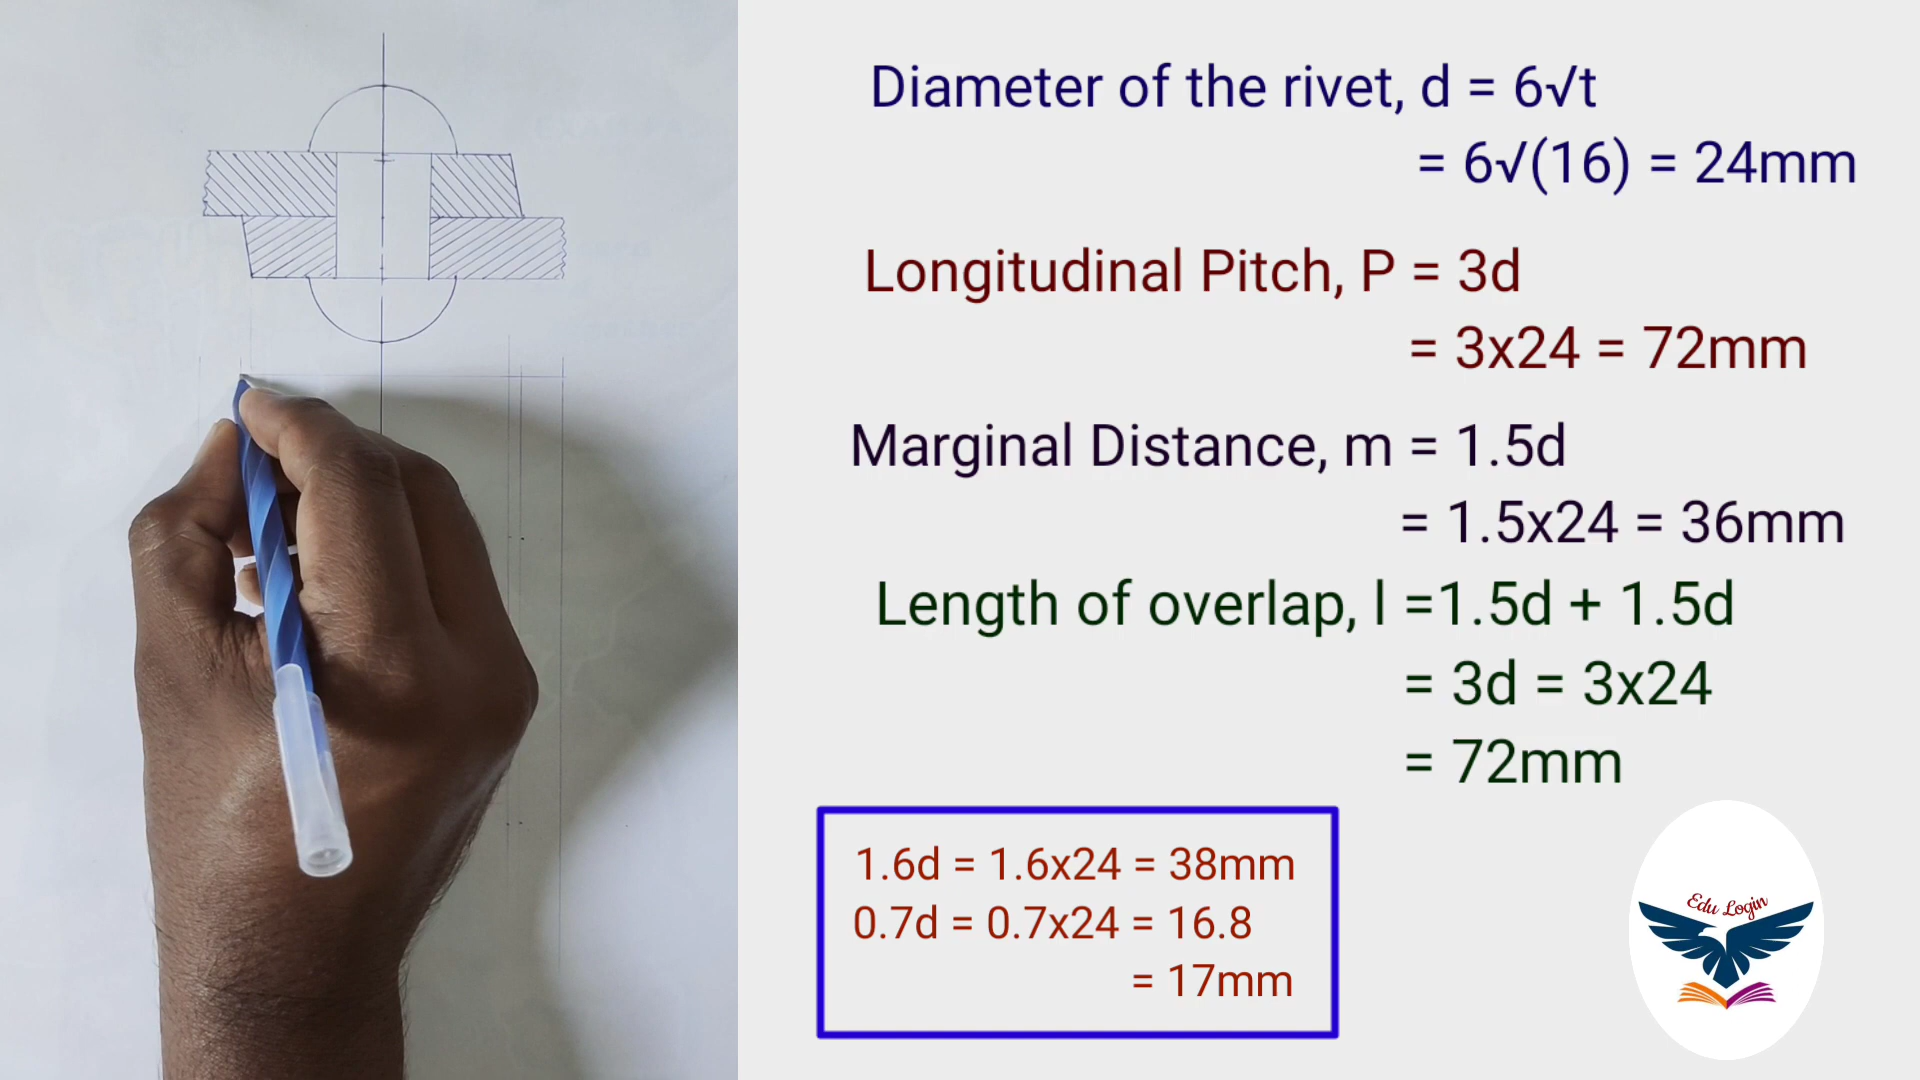 Diameter of the rivet, d = 6√t
= 6√(16) = 24mm
Longitudinal Pitch, P = 3d
= 3x24 = 72mm
Marginal Distance, m = 1.5d
= 1.5x24 = 36mm
Length of overlap, l =1.5d + 1.5d
= 3d = 3x24
= 72mm
1.6d = 1.6x24 = 38mm
0.7d = 0.7x24 = 16.8
= 17mm
Edu Login